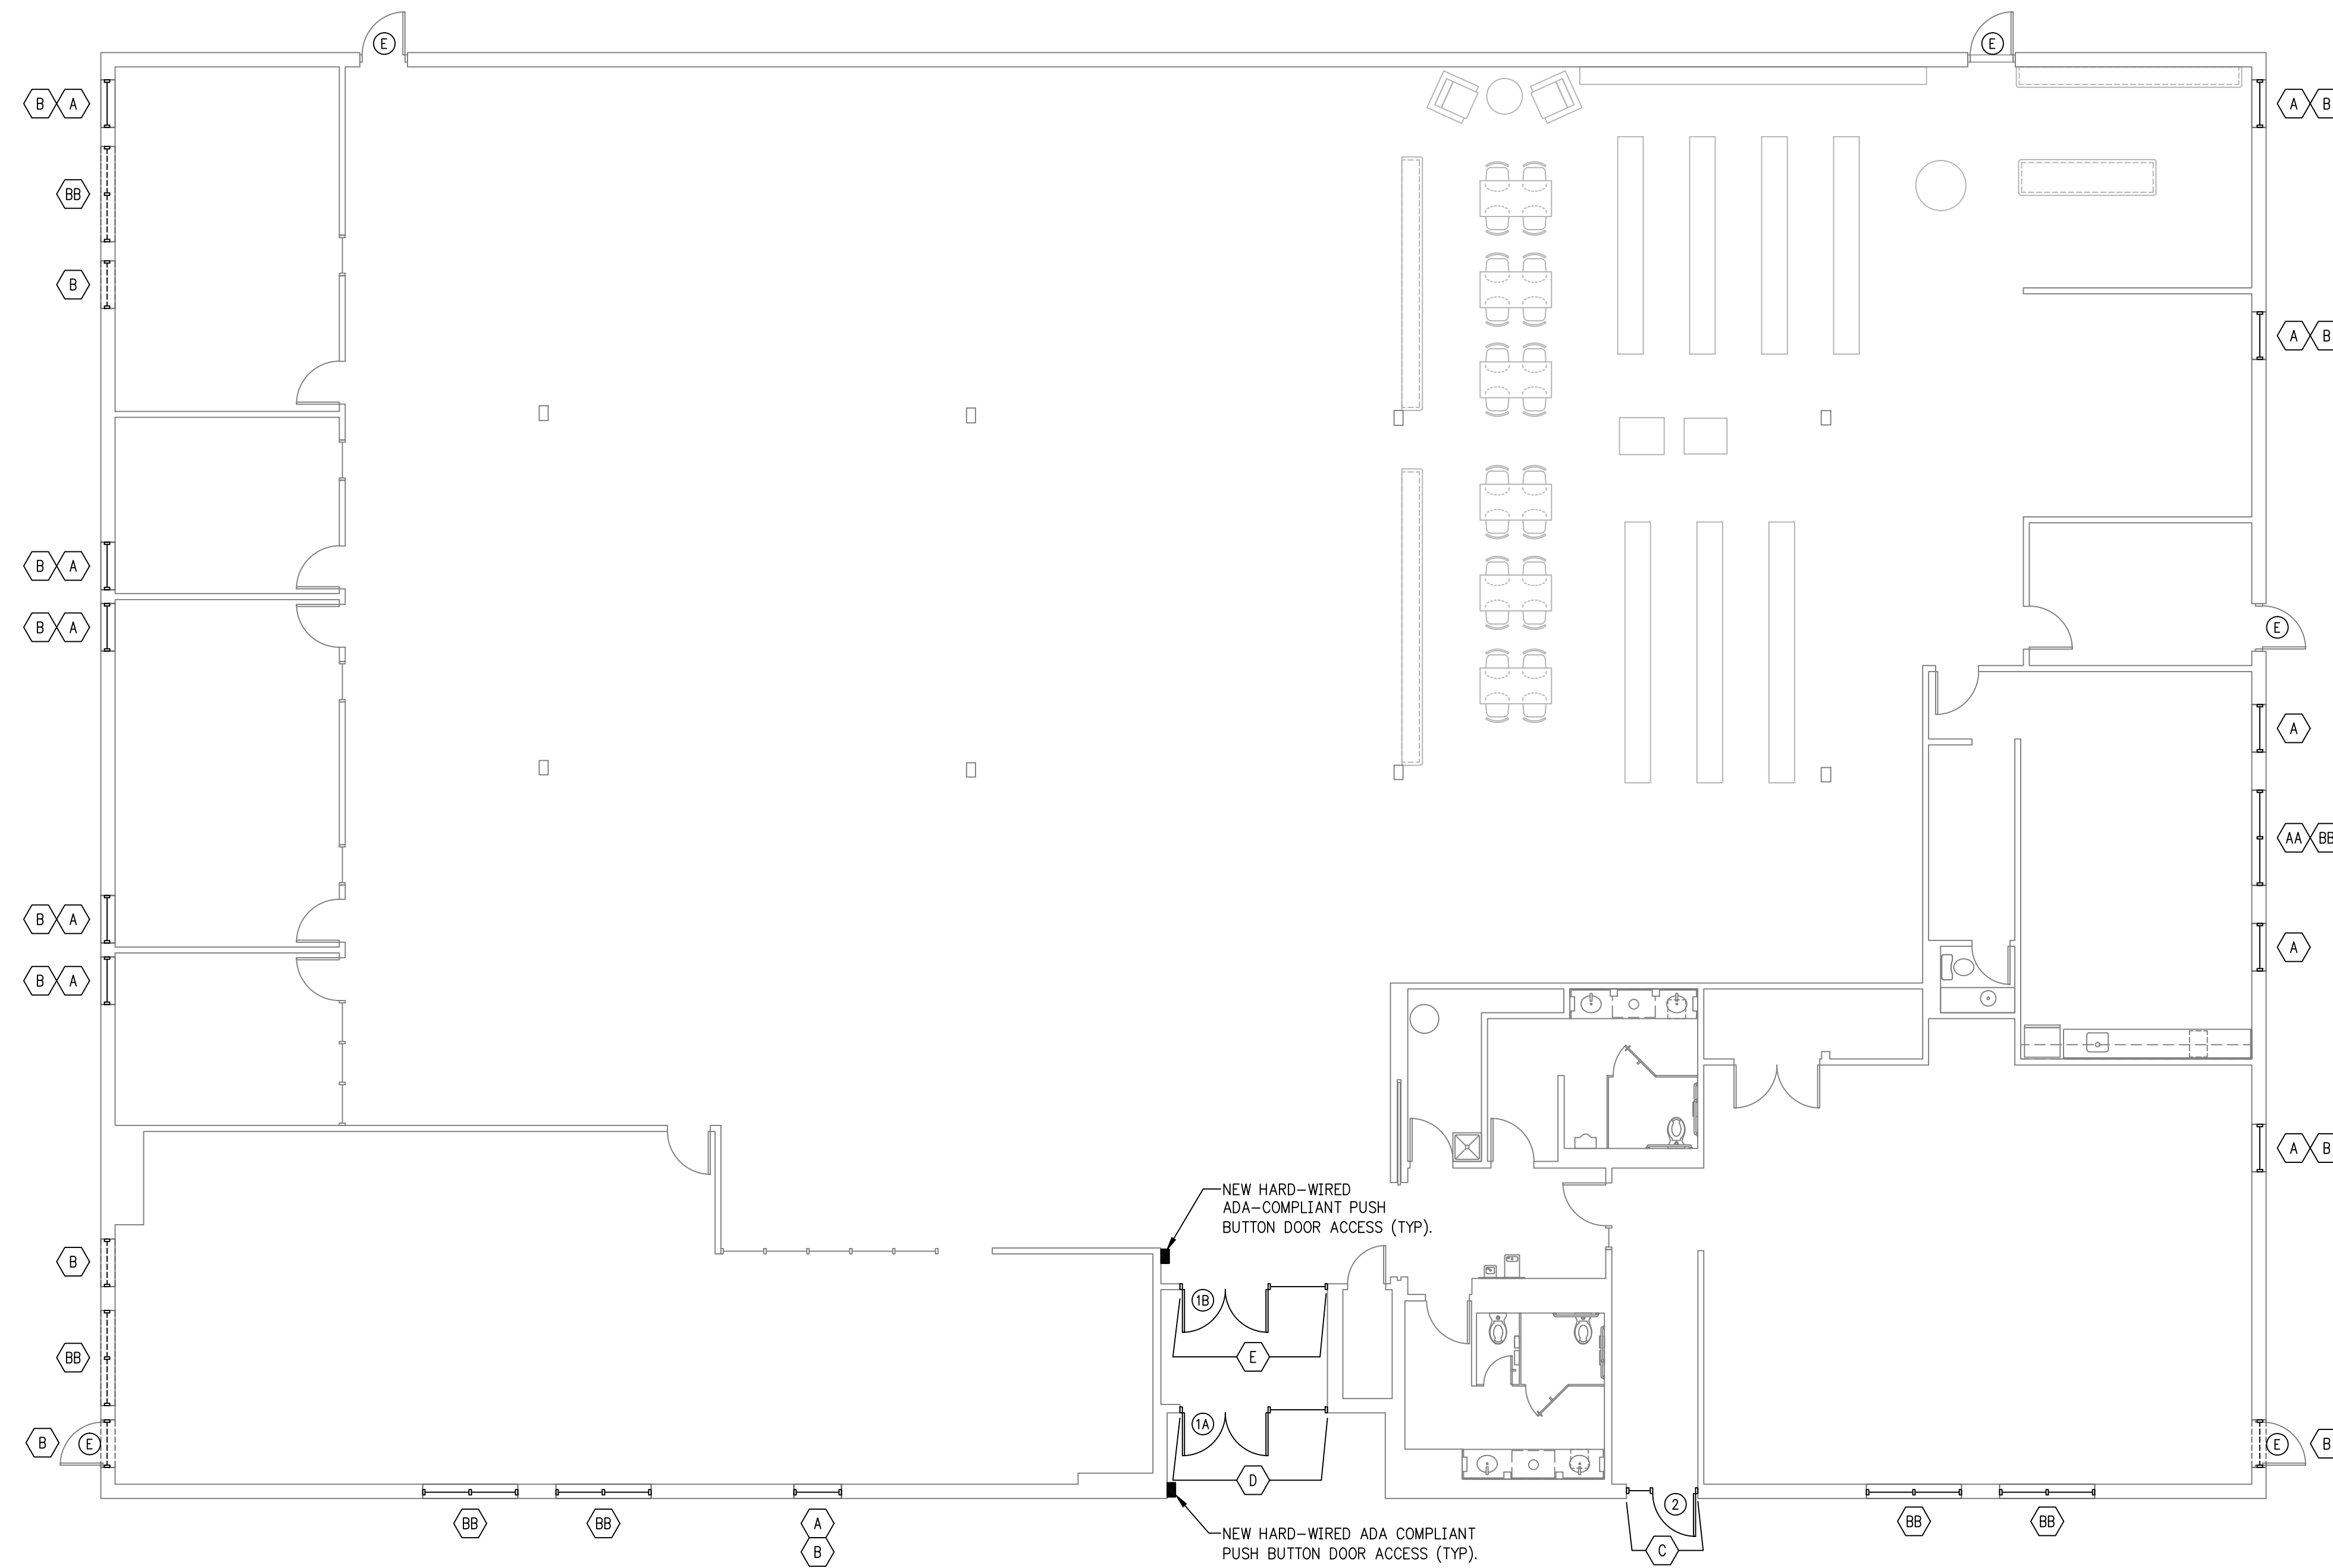 E
E
B A
A B
BB
B
A B
B A
B A
E
A
AA BB
B A
A
B A
A B
NEW HARD-WIRED
ADA-COMPLIANT PUSH
BUTTON DOOR ACCESS (TYP).
B
1B
BB
E
1A
B
E
E
B
D
2
BB
BB
A
B
BB
BB
NEW HARD-WIRED ADA COMPLIANT
PUSH BUTTON DOOR ACCESS (TYP).
C